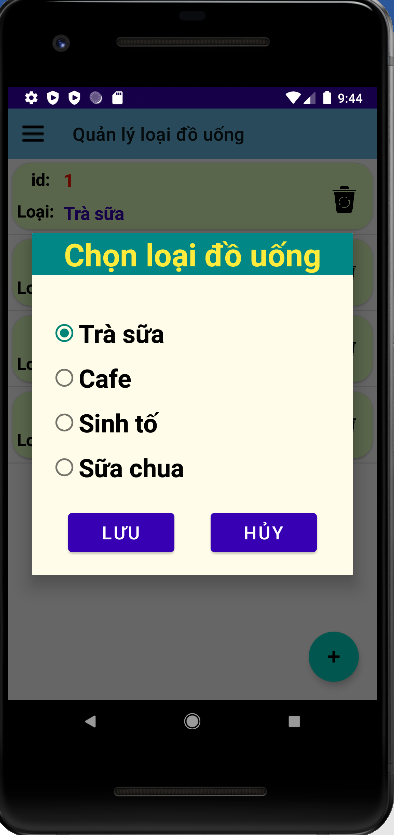 9:44
Quản lý loại đồ uống
id: 1
Loại: Trà sữa
Chọn loại đồ uống
Trà sữa
Cafe
Sinh tố
Sữa chua
LƯU HỦY
+